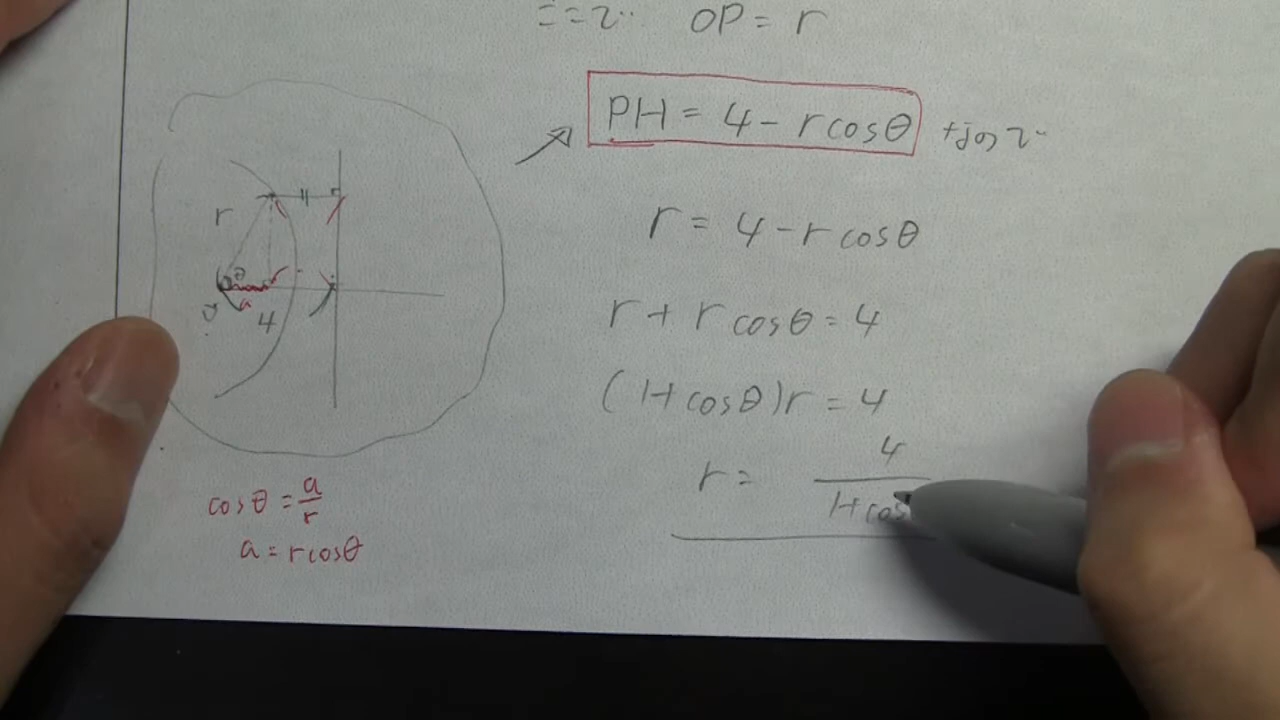 ここで OP = r
PH = 4 - r cosθ なので
r = 4 - r cosθ
r + r cosθ = 4
(1+cosθ)r = 4
r = 4/(1+cos
r
θ
a
4
cosθ = a/r
a = r cosθ